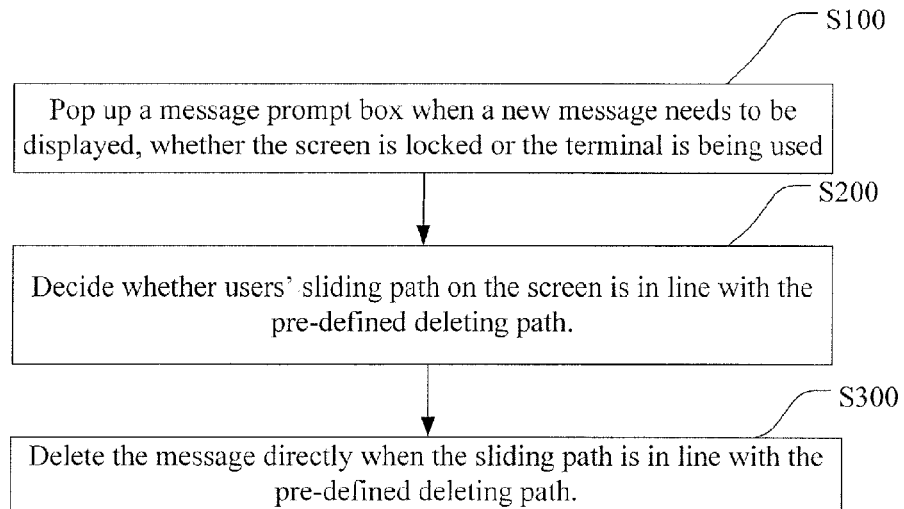 S100
Pop up a message prompt box when a new message needs to be
displayed, whether the screen is locked or the terminal is being used
S200
Decide whether users' sliding path on the screen is in line with the
pre-defined deleting path.
S300
Delete the message directly when the sliding path is in line with the
pre-defined deleting path.